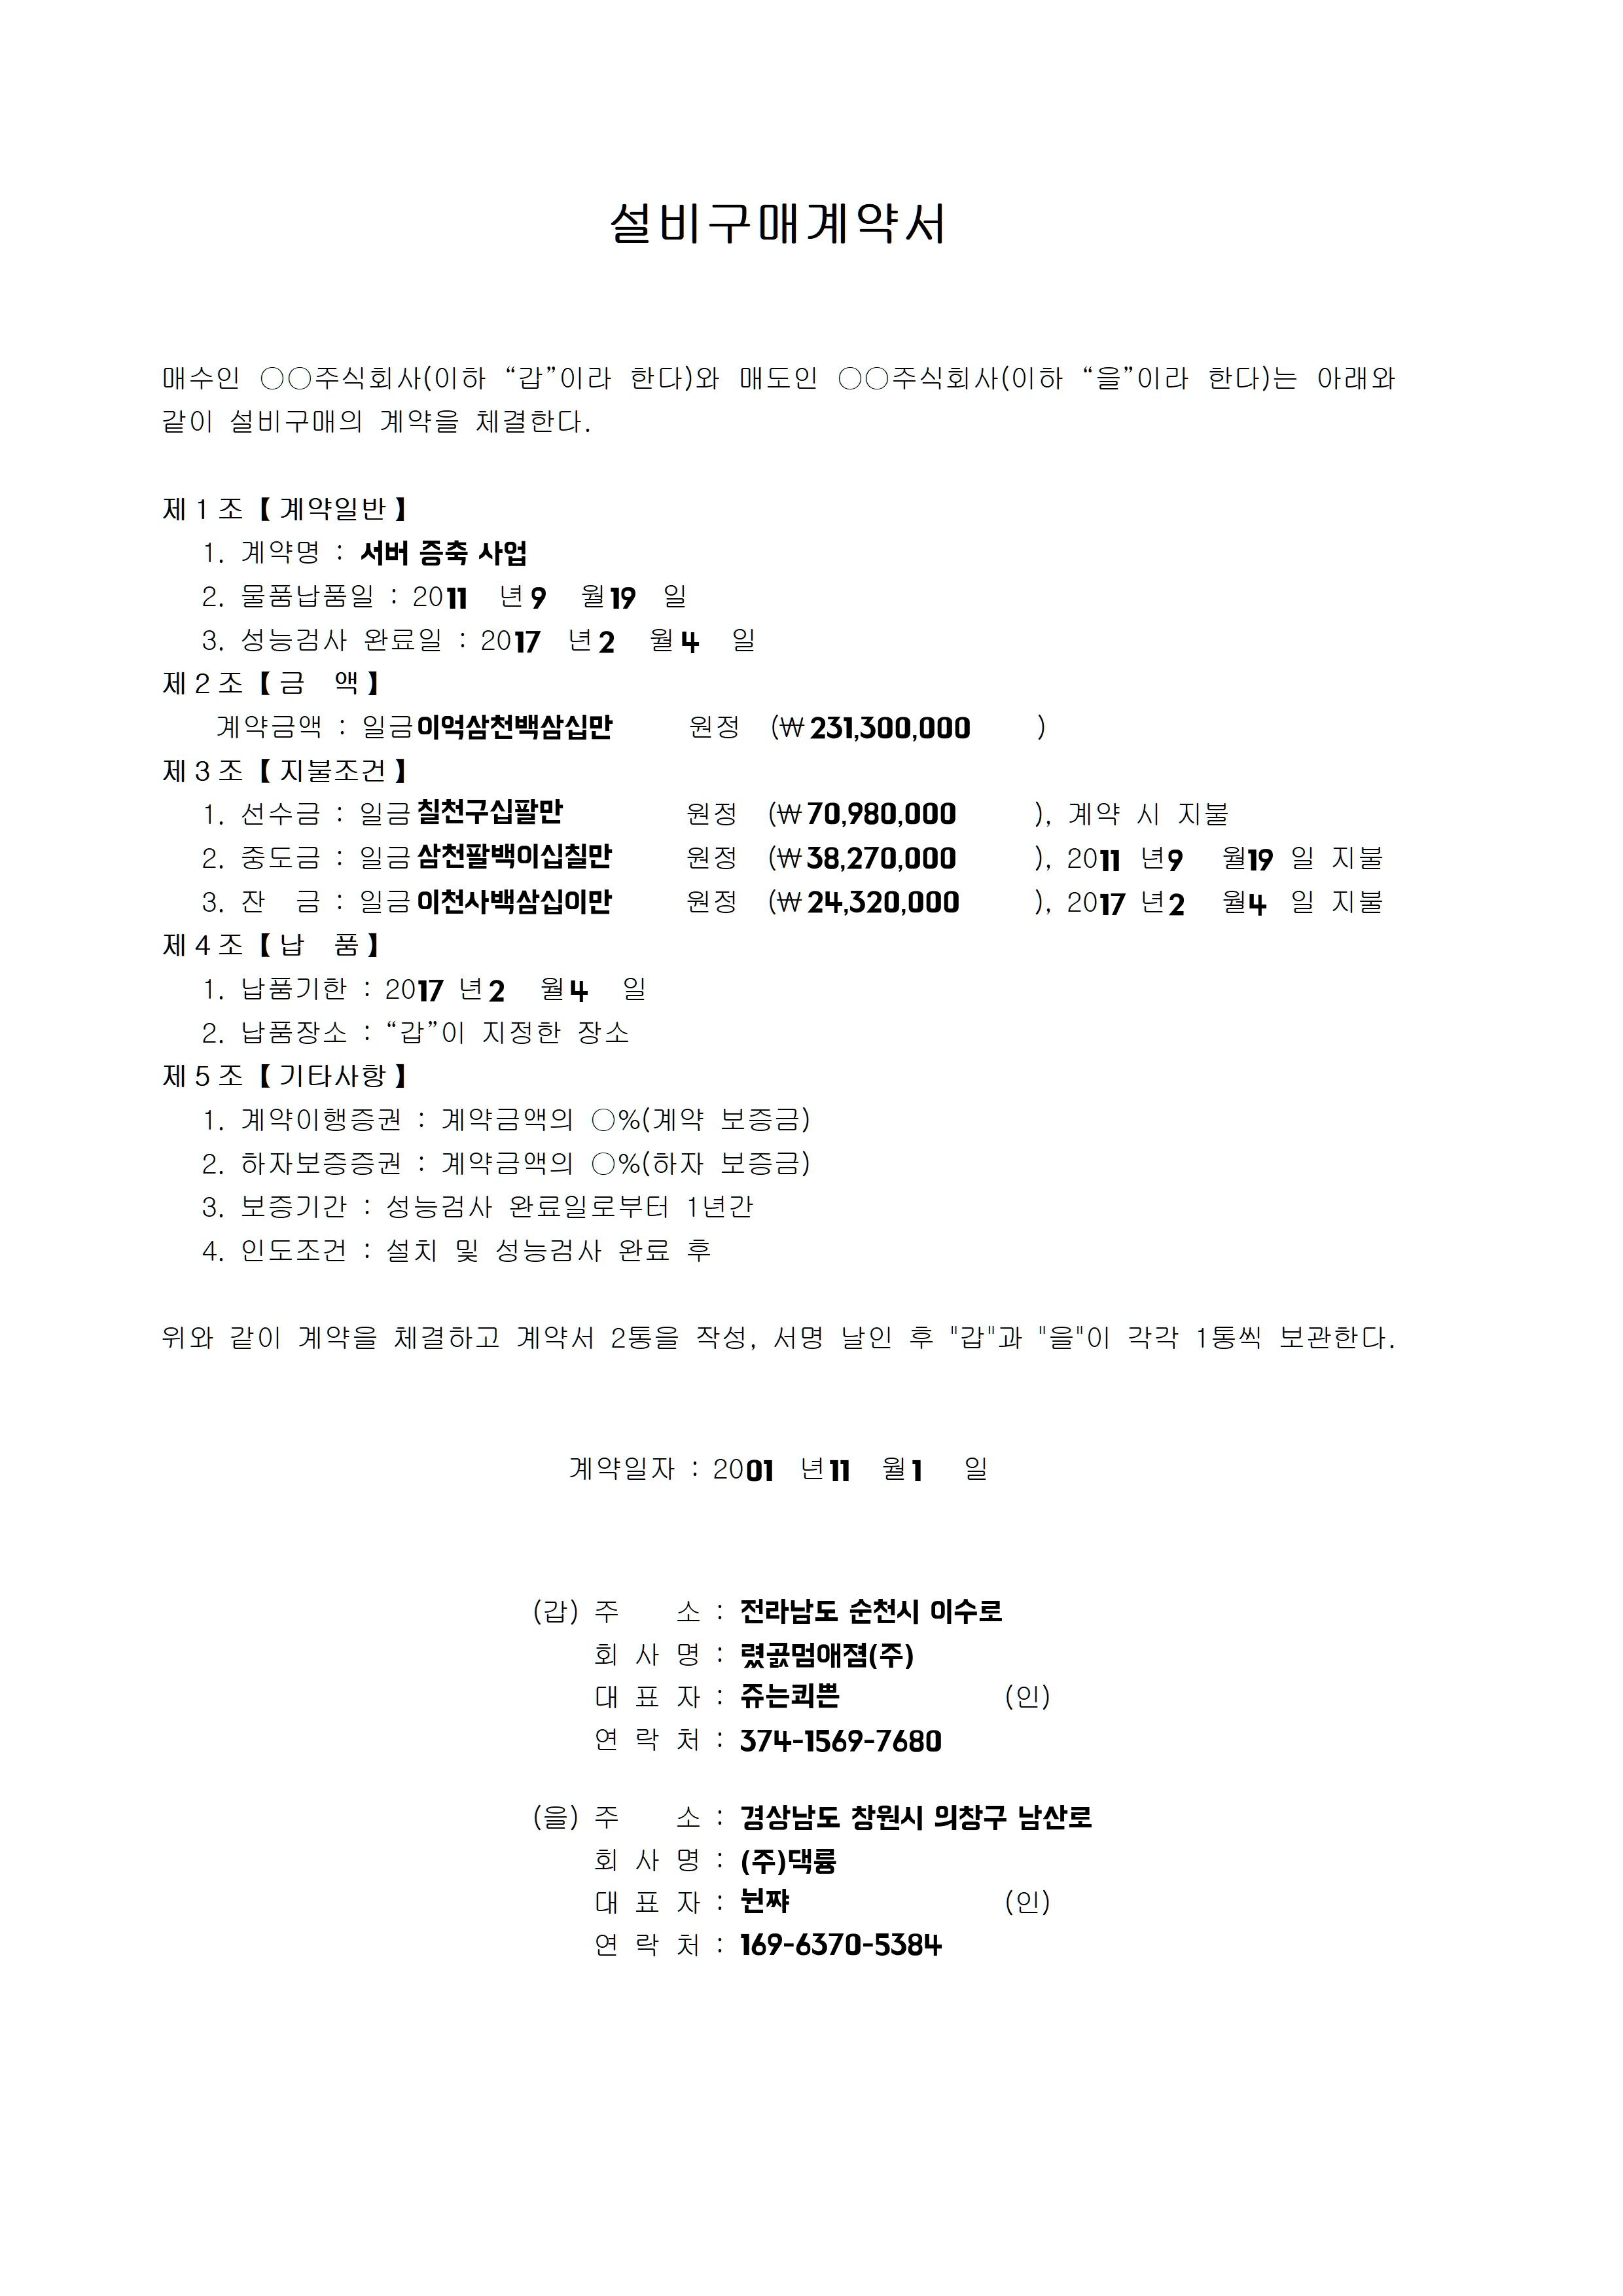 설비구매계약서
매수인 ○○주식회사(이하 “갑”이라 한다)와 매도인 ○○주식회사(이하 “을”이라 한다)는 아래와
같이 설비구매의 계약을 체결한다.
제1조【계약일반】
1. 계약명 : 서버 증축 사업
2. 물품납품일 : 2011 년 9 월 19 일
3. 성능검사 완료일 : 2017 년 2 월 4 일
제2조【금 액】
계약금액 : 일금 이억삼천백삼십만 원정 (₩ 231,300,000 )
제3조【지불조건】
1. 선수금 : 일금 칠천구십팔만 원정 (₩ 70,980,000 ), 계약 시 지불
2. 중도금 : 일금 삼천팔백이십칠만 원정 (₩ 38,270,000 ), 2011 년 9 월 19 일 지불
3. 잔 금 : 일금 이천사백삼십이만 원정 (₩ 24,320,000 ), 2017 년 2 월 4 일 지불
제4조【납 품】
1. 납품기한 : 2017 년 2 월 4 일
2. 납품장소 : “갑”이 지정한 장소
제5조【기타사항】
1. 계약이행증권 : 계약금액의 ○%(계약 보증금)
2. 하자보증증권 : 계약금액의 ○%(하자 보증금)
3. 보증기간 : 성능검사 완료일로부터 1년간
4. 인도조건 : 설치 및 성능검사 완료 후
위와 같이 계약을 체결하고 계약서 2통을 작성, 서명 날인 후 "갑"과 "을"이 각각 1통씩 보관한다.
계약일자 : 2001 년 11 월 1 일
(갑) 주 소 : 전라남도 순천시 이수로
회 사 명 :
대 표 자 : 쥬는쾨쁜 (인)
연 락 처 : 374-1569-7680
(을) 주 소 : 경상남도 창원시 의창구 남산로
회 사 명 : (주)댁륭
대 표 자 : 뉜쨔 (인)
연 락 처 : 169-6370-5384